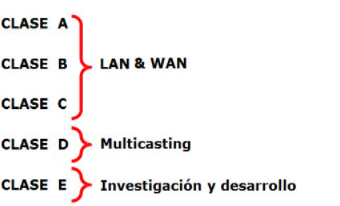 CLASE A
CLASE B LAN & WAN
CLASE C
CLASE D Multicasting
CLASE E Investigación y desarrollo